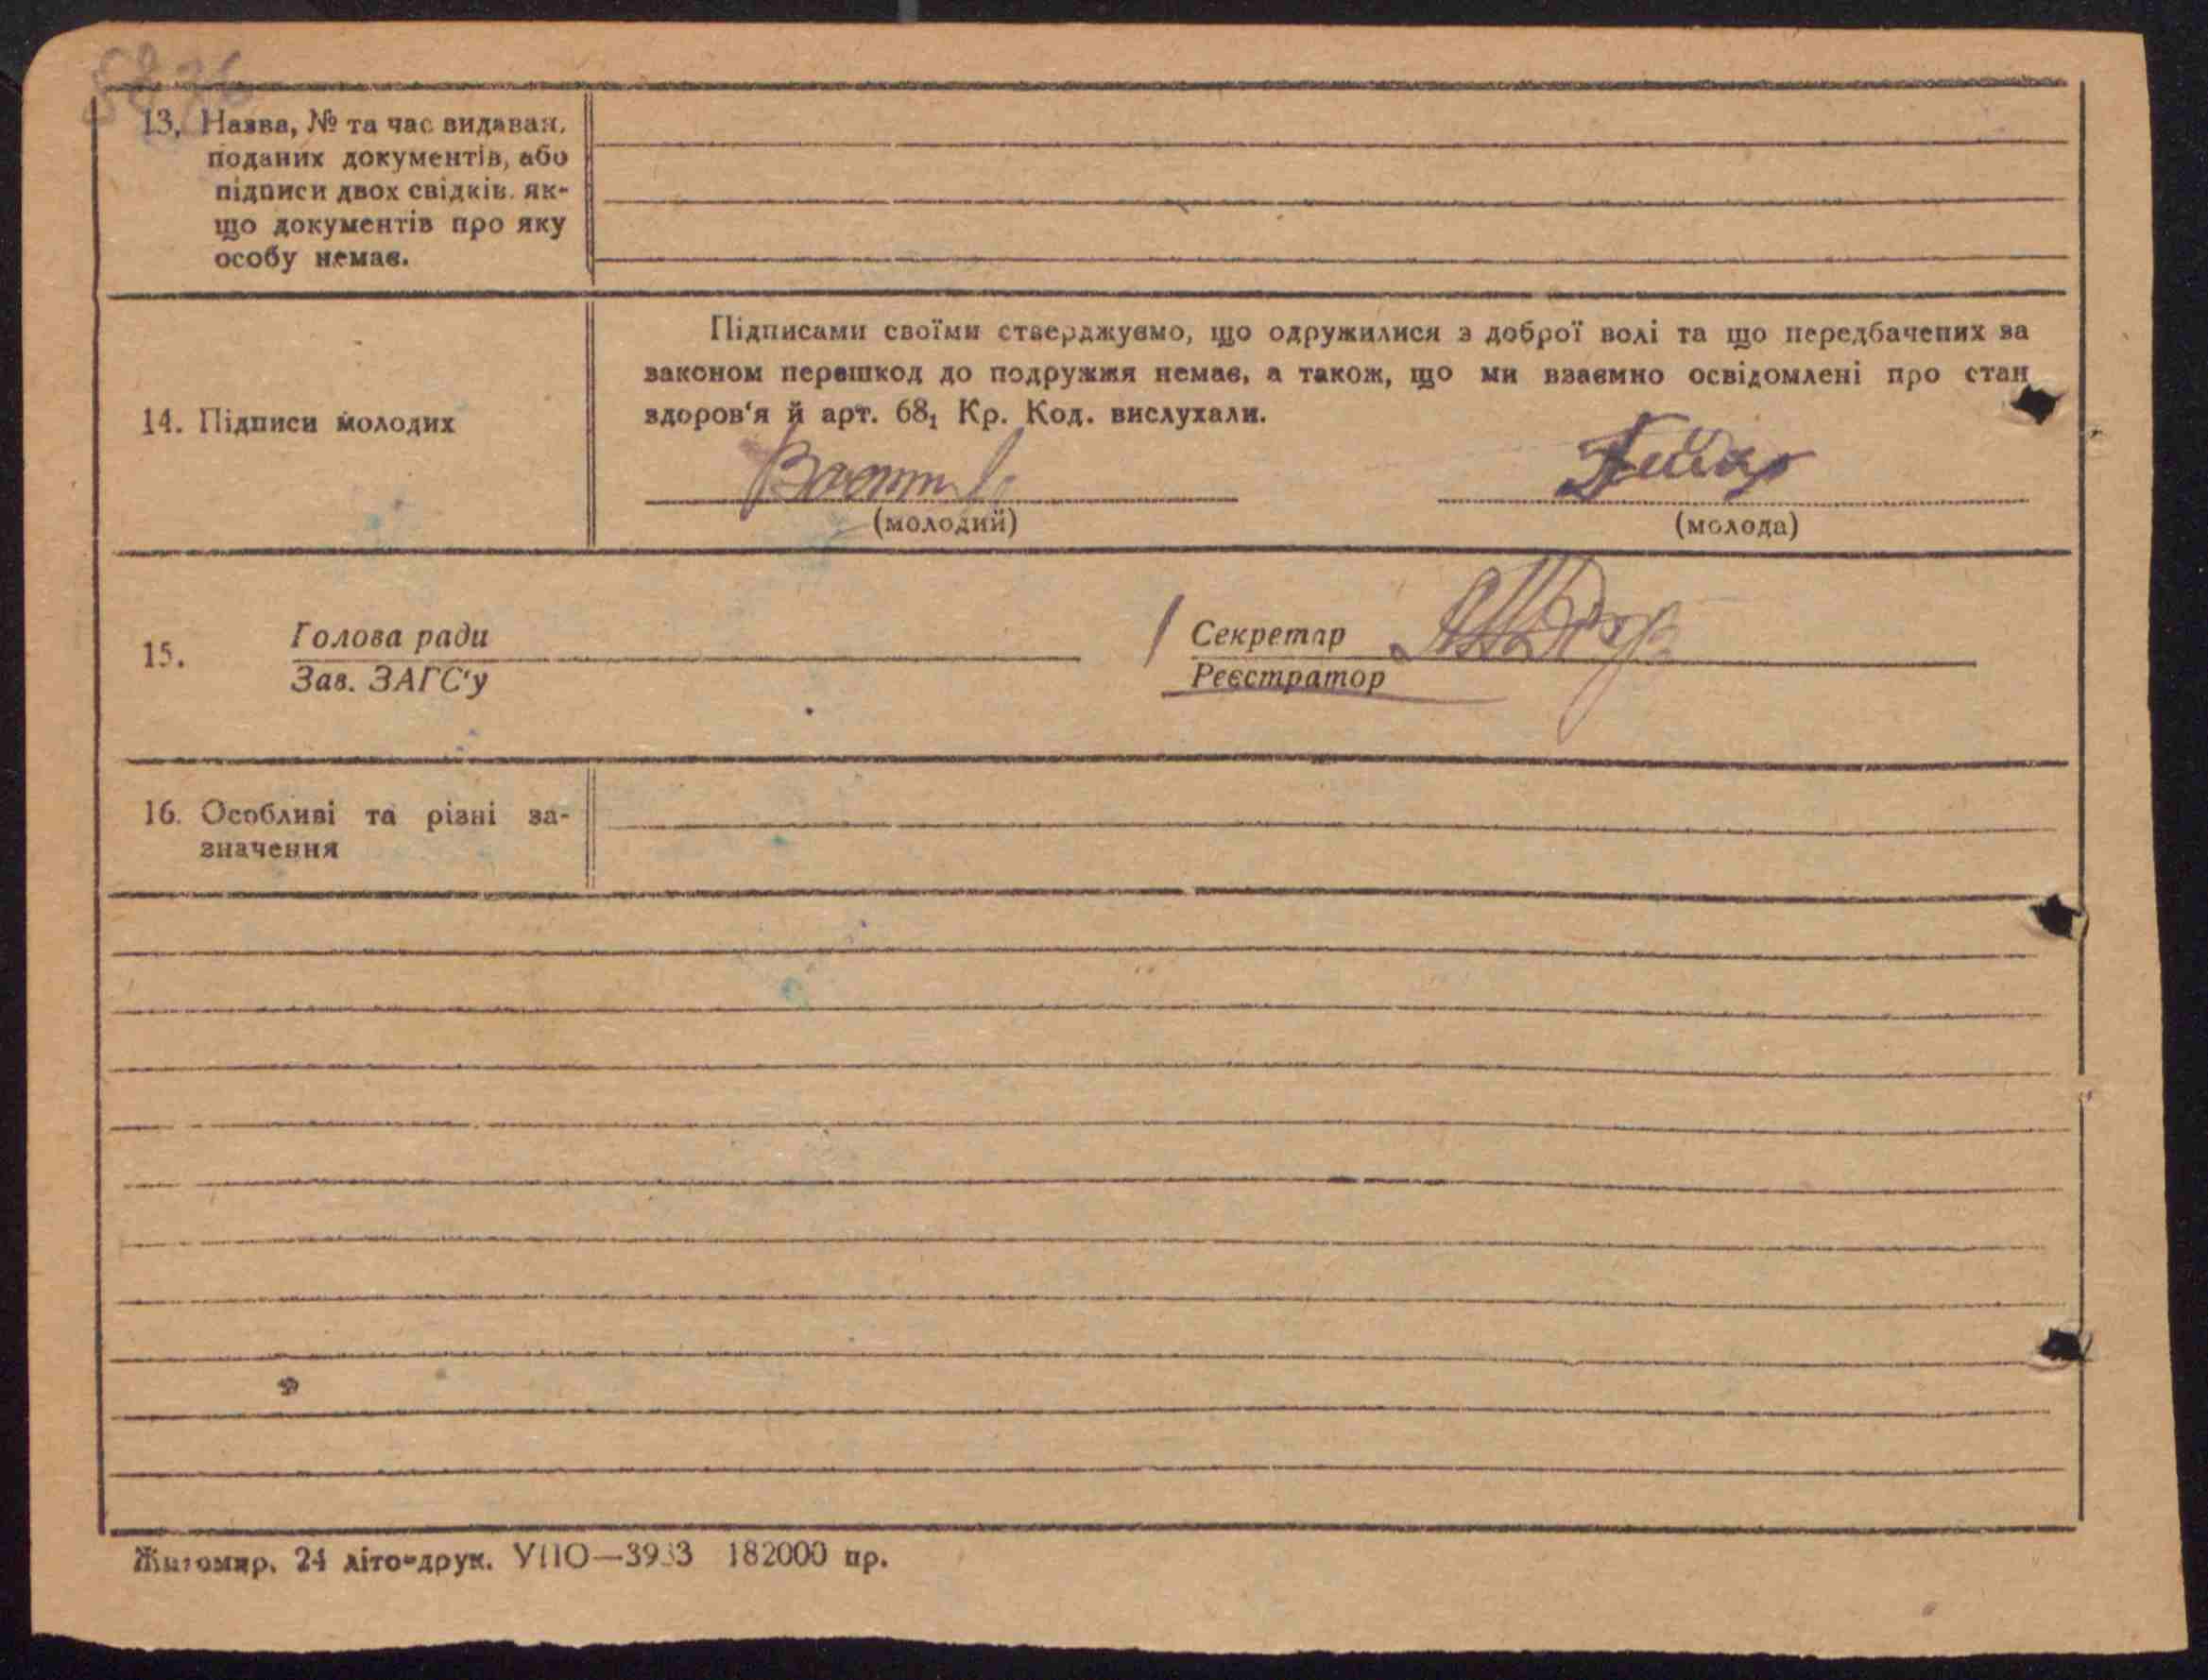 13. Назва, № та час видаван.
поданих документів, або
підписи двох свідків, як-
що документів про яку
особу немає.
Підписами своїми стверджуємо, що одружилися з доброї волі та що передбачених за
законом перешкод до подружжя немає, а також, що ми взаємно освідомлені про стан
здоров'я й арт. 68₁ Кр. Код. вислухали.
14. Підписи молодих
(молодий)
(молода)
15.
Голова ради
Зав. ЗАГС'у
Секретар
Реєстратор
16. Особливі та різні за-
значення
Житомир. 24 літо-друк. УПО—3933 182000 пр.